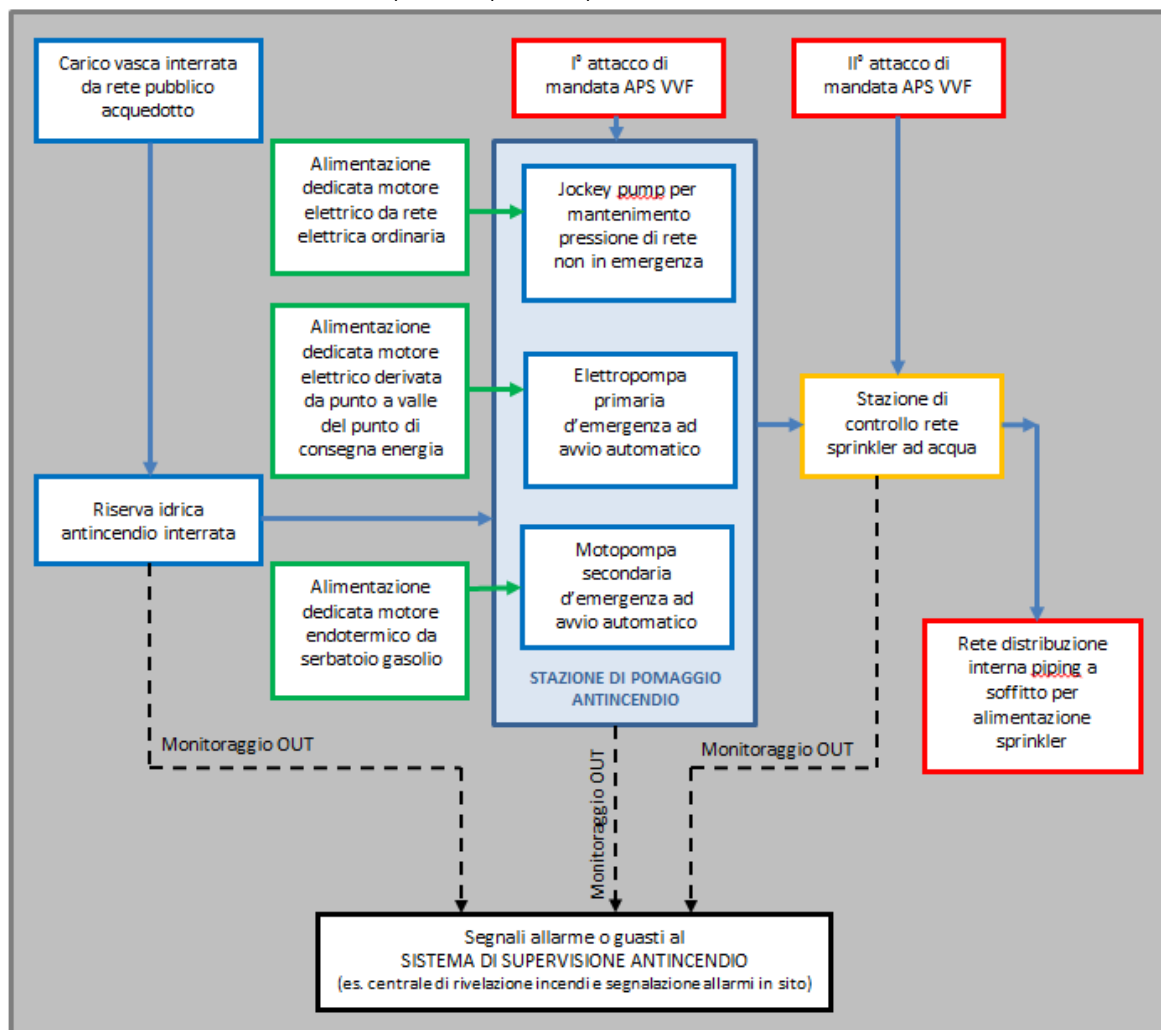 Carico vasca interrata
da rete pubblico
acquedotto
I° attacco di
mandata APS VVF
II° attacco di
mandata APS VVF
Alimentazione
dedicata motore
elettrico da rete
elettrica ordinaria
Jockey pump per
mantenimento
pressione di rete
non in emergenza
Alimentazione
dedicata motore
elettrico derivata
da punto a valle
del punto di
consegna energia
Elettropompa
primaria
d'emergenza ad
avvio automatico
Stazione di
controllo rete
sprinkler ad acqua
Riserva idrica
antincendio interrata
Alimentazione
dedicata motore
endotermico da
serbatoio gasolio
Motopompa
secondaria
d'emergenza ad
avvio automatico
STAZIONE DI POMAGGIO
ANTINCENDIO
Rete distribuzione
interna piping a
soffitto per
alimentazione
sprinkler
Monitoraggio OUT
Monitoraggio OUT
Monitoraggio OUT
Segnali allarme o guasti al
SISTEMA DI SUPERVISIONE ANTINCENDIO
(es. centrale di rivelazione incendi e segnalazione allarmi in sito)